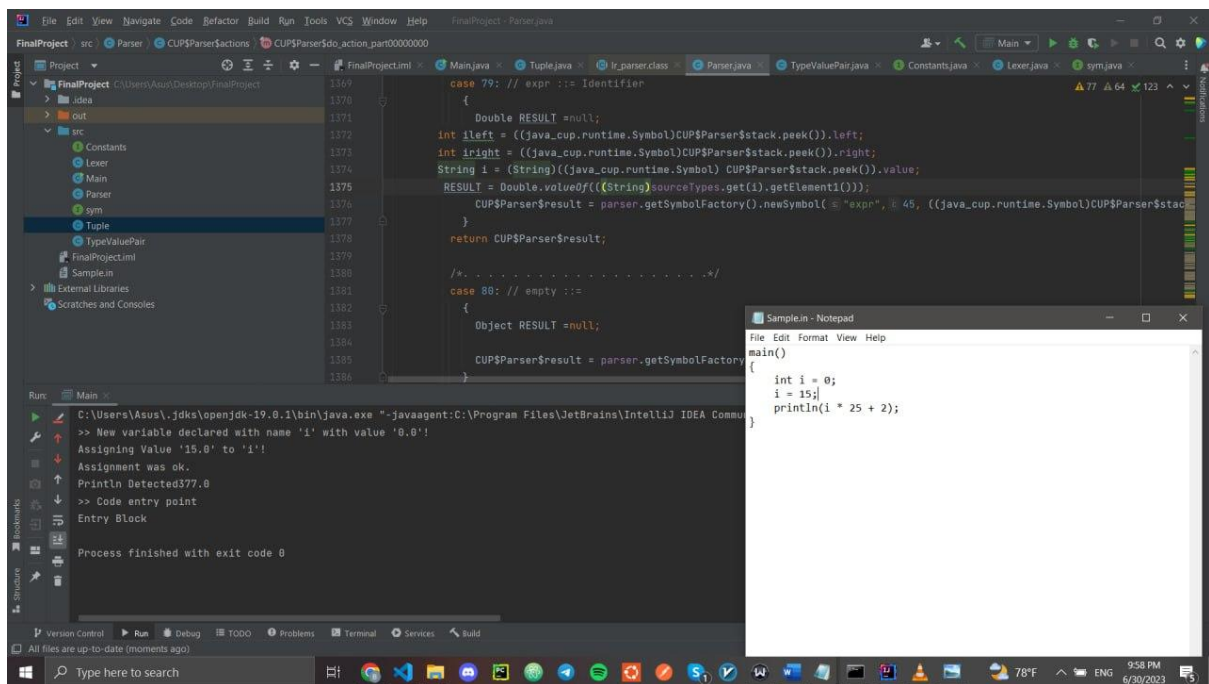 File Edit View Navigate Code Refactor Build Run Tools VCS Window Help FinalProject - Parser.java
FinalProject src Parser CUP$Parser$actions CUP$Parser$do_action_part00000000 Main
Project FinalProject.iml Main.java Tuple.java lr_parser.class Parser.java TypeValuePair.java Constants.java Lexer.java sym.java
77 64 123
Project
Notifications
FinalProject C:\Users\Asus\Desktop\FinalProject
.idea
out
src
Constants
Lexer
Main
Parser
sym
Tuple
TypeValuePair
FinalProject.iml
Sample.in
External Libraries
Scratches and Consoles
1369 case 79: // expr ::= Identifier
1370 {
1371 Double RESULT =null;
1372 int ileft = ((java_cup.runtime.Symbol)CUP$Parser$stack.peek()).left;
1373 int iright = ((java_cup.runtime.Symbol)CUP$Parser$stack.peek()).right;
1374 String i = (String)((java_cup.runtime.Symbol) CUP$Parser$stack.peek()).value;
1375 RESULT = Double.valueOf(((String)sourceTypes.get(i).getElement1()));
1376 CUP$Parser$result = parser.getSymbolFactory().newSymbol( s: "expr", i: 45, ((java_cup.runtime.Symbol)CUP$Parser$stac
1377 }
1378 return CUP$Parser$result;
1379
1380 /*. . . . . . . . . . . . . . . . . . . .*/
1381 case 80: // empty ::=
1382 {
1383 Object RESULT =null;
1384
1385 CUP$Parser$result = parser.getSymbolFactory
1386 }
Sample.in - Notepad
File Edit Format View Help
main()
{
int i = 0;
i = 15;
println(i * 25 + 2);
}
Run: Main
C:\Users\Asus\.jdks\openjdk-19.0.1\bin\java.exe "-javaagent:C:\Program Files\JetBrains\IntelliJ IDEA Commu
>> New variable declared with name 'i' with value '0.0'!
Assigning Value '15.0' to 'i'!
Assignment was ok.
Println Detected377.0
>> Code entry point
Entry Block
Process finished with exit code 0
Bookmarks
Structure
Version Control Run Debug TODO Problems Terminal Services Build
All files are up-to-date (moments ago)
Type here to search 78°F ENG 9:58 PM
6/30/2023